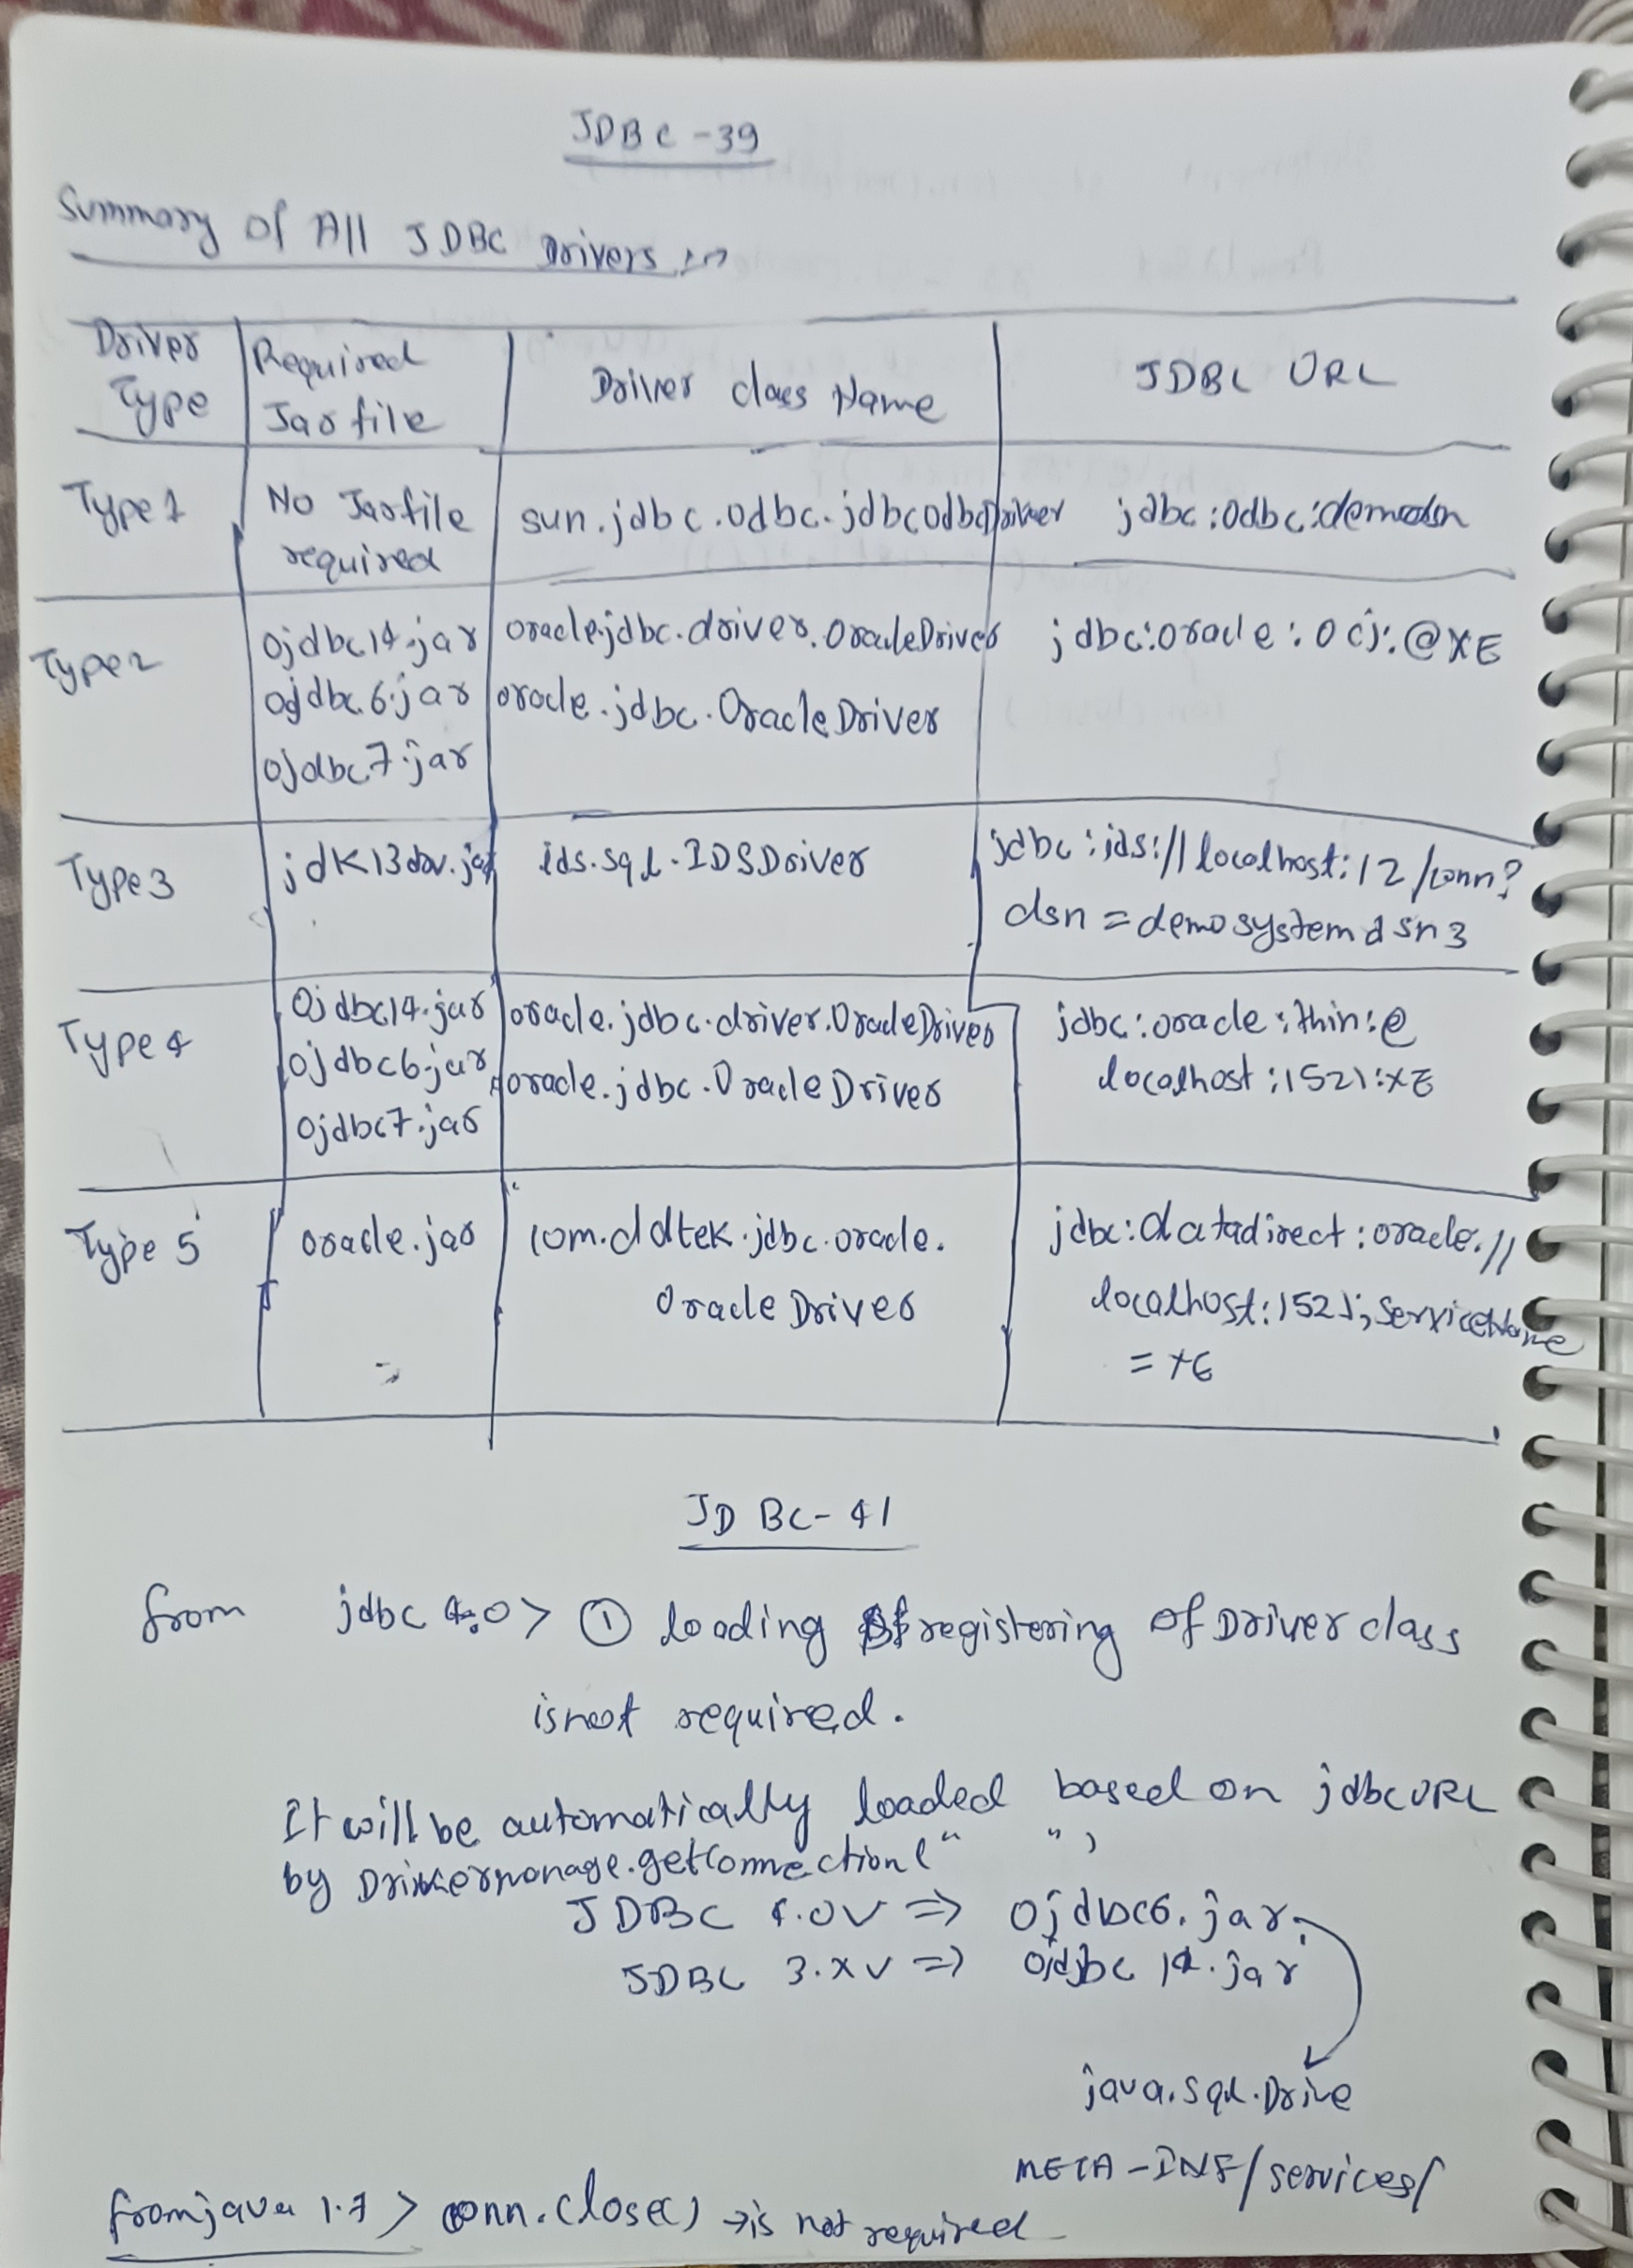 JDBC-39
Summary of All JDBC Drivers :->
Driver Type | Required Jar file | Driver class Name | JDBC URL
Type 1 | No Jarfile required | sun.jdbc.odbc.jdbcodbcDriver | jdbc:odbc:demodsn
Type 2 | ojdbc14.jar ojdbc6.jar ojdbc7.jar | oracle.jdbc.driver.OracleDriver oracle.jdbc.OracleDriver | jdbc:oracle:oci:@XE
Type 3 | jdk13drv.jar | ids.sql.IDSDriver | jdbc:ids://localhost:12/conn? dsn=demosystemdsn3
Type 4 | ojdbc14.jar ojdbc6.jar ojdbc7.jar | oracle.jdbc.driver.OracleDriver oracle.jdbc.OracleDriver | jdbc:oracle:thin:@ localhost:1521:XE
Type 5 | oracle.jar | com.ddtek.jdbc.oracle. OracleDriver | jdbc:datadirect:oracle:// localhost:1521;ServiceName =XE
JDBC-41
from jdbc 4.0 > ① loading & registering of Driver class
is not required.
It will be automatically loaded based on jdbcURL
by Drivermanage.getconnection(" ")
JDBC 4.0V => ojdbc6.jar
JDBC 3.xv => ojdbc14.jar
java.sql.Drive
META-INF/services/
from java 1.7 > conn.close() → is not required